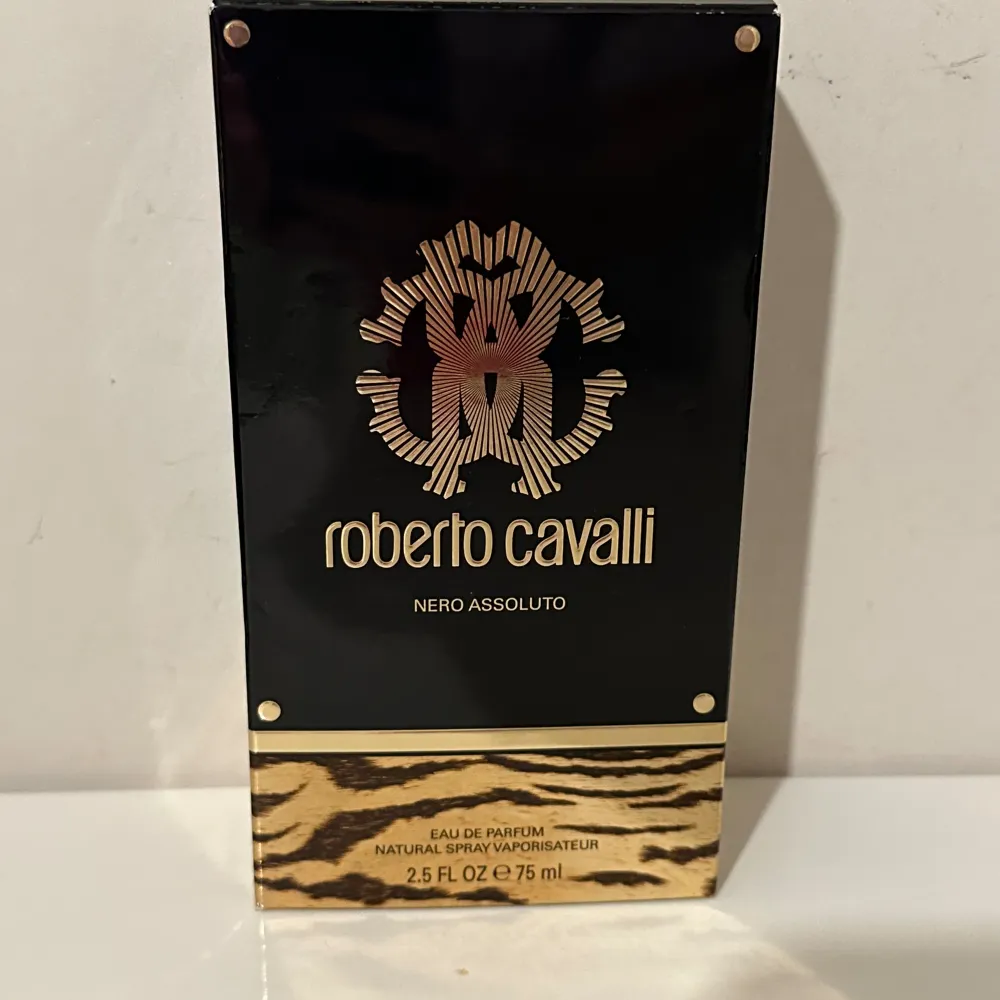 roberto cavalli
NERO ASSOLUTO
EAU DE PARFUM
NATURAL SPRAY VAPORISATEUR
2.5 FL OZ ℮ 75 ml